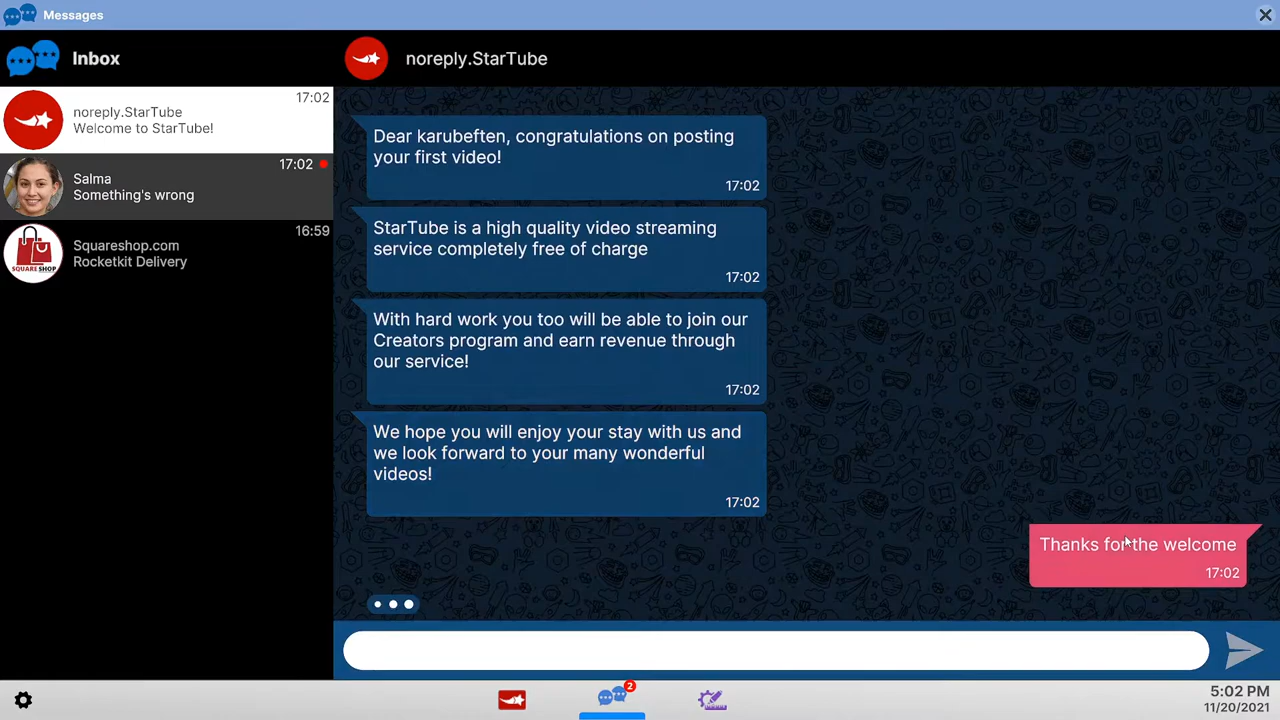 Messages
Inbox
noreply.StarTube
17:02
noreply.StarTube
Welcome to StarTube!
17:02
Salma
Something's wrong
16:59
Squareshop.com
Rocketkit Delivery
SQUARE SHOP
Dear karubeften, congratulations on posting
your first video!
17:02
StarTube is a high quality video streaming
service completely free of charge
17:02
With hard work you too will be able to join our
Creators program and earn revenue through
our service!
17:02
We hope you will enjoy your stay with us and
we look forward to your many wonderful
videos!
17:02
Thanks for the welcome
17:02
2
5:02 PM
11/20/2021